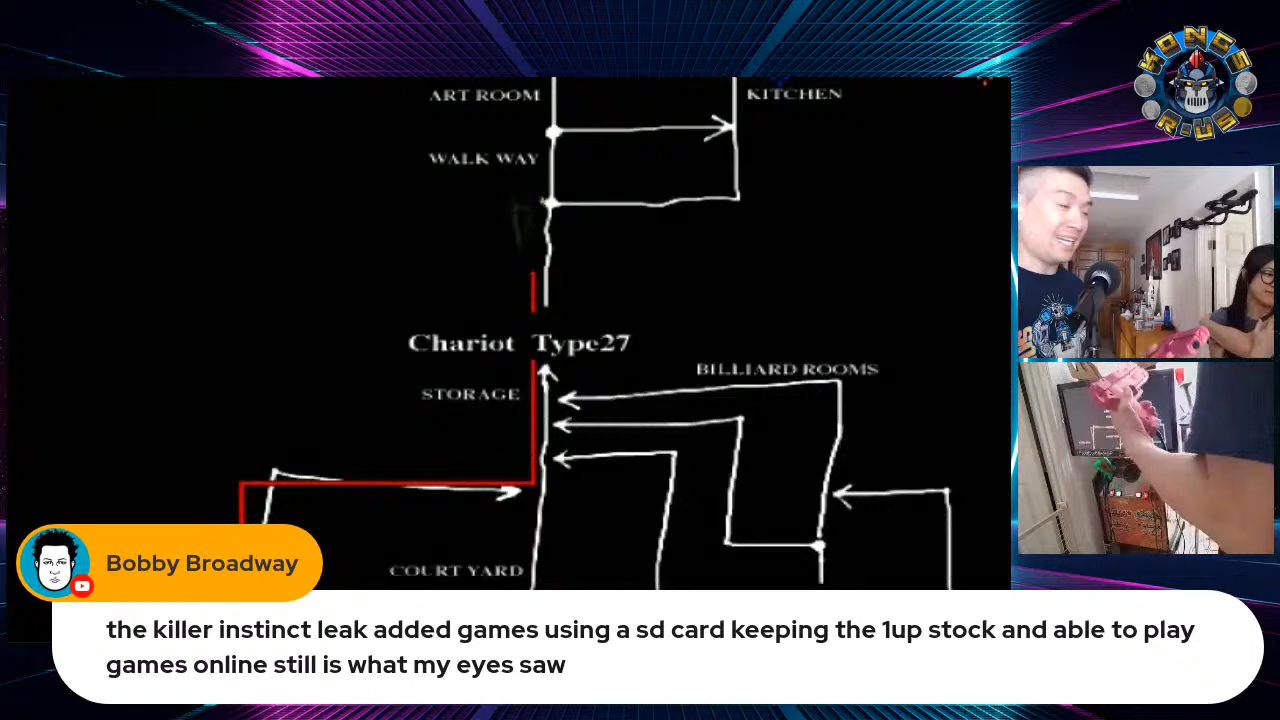 KONGS
R-US
ART ROOM
KITCHEN
WALK WAY
Chariot Type27
STORAGE
BILLIARD ROOMS
COURT YARD
Bobby Broadway
the killer instinct leak added games using a sd card keeping the 1up stock and able to play
games online still is what my eyes saw